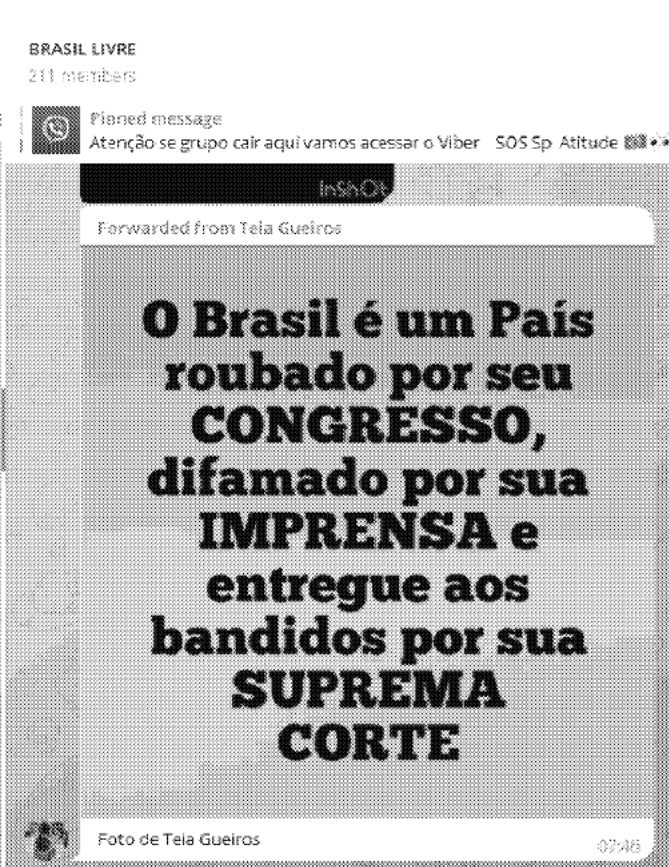 BRASIL LIVRE
211 members
Pinned message
Atenção se grupo cair aqui vamos acessar o Viber SOS Sp Atitude
InShOt
Forwarded from Teia Gueiros
O Brasil é um País
roubado por seu
CONGRESSO,
difamado por sua
IMPRENSA e
entregue aos
bandidos por sua
SUPREMA
CORTE
Foto de Teia Gueiros
07:46